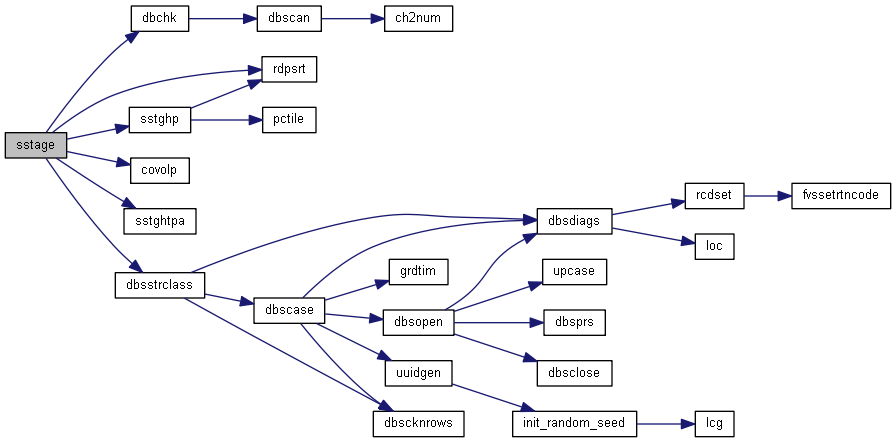 dbchk
dbscan
ch2num
rdpsrt
sstghp
pctile
sstage
covolp
sstghtpa
dbsdiags
rcdset
fvssetrtncode
loc
dbsstrclass
grdtim
upcase
dbscase
dbsopen
dbsprs
uuidgen
dbsclose
dbscknrows
init_random_seed
lcg